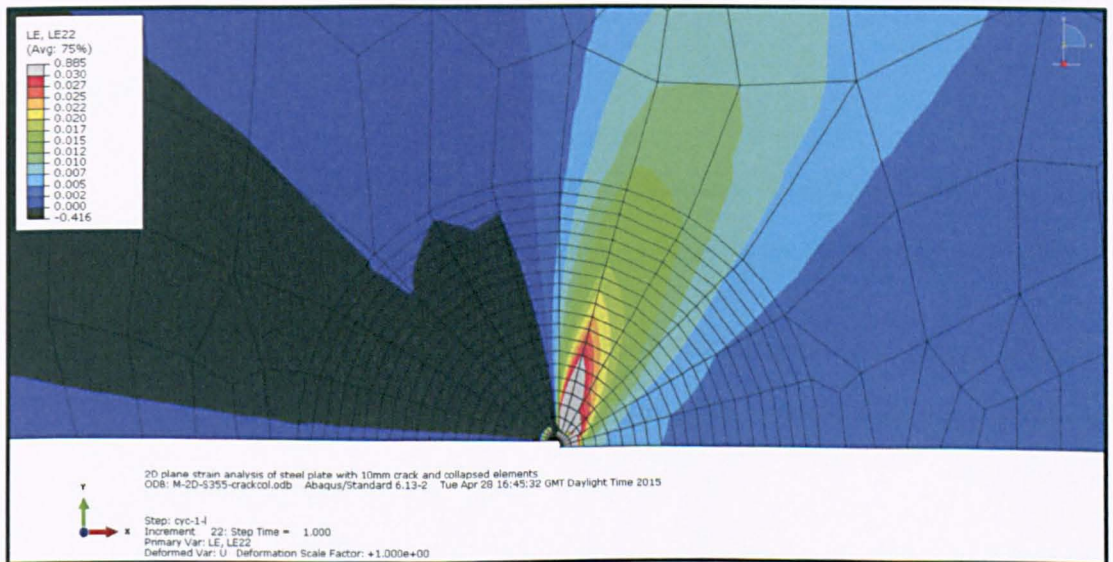 LE, LE22
(Avg: 75%)
0.885
0.030
0.027
0.025
0.022
0.020
0.017
0.015
0.012
0.010
0.007
0.005
0.002
0.000
-0.416
2D plane strain analysis of steel plate with 10mm crack and collapsed elements
ODB: M-2D-S355-crackcol.odb Abaqus/Standard 6.13-2 Tue Apr 28 16:45:32 GMT Daylight Time 2015
Y
X
Step: cyc-1-l
Increment 22: Step Time = 1.000
Primary Var: LE, LE22
Deformed Var: U Deformation Scale Factor: +1.000e+00